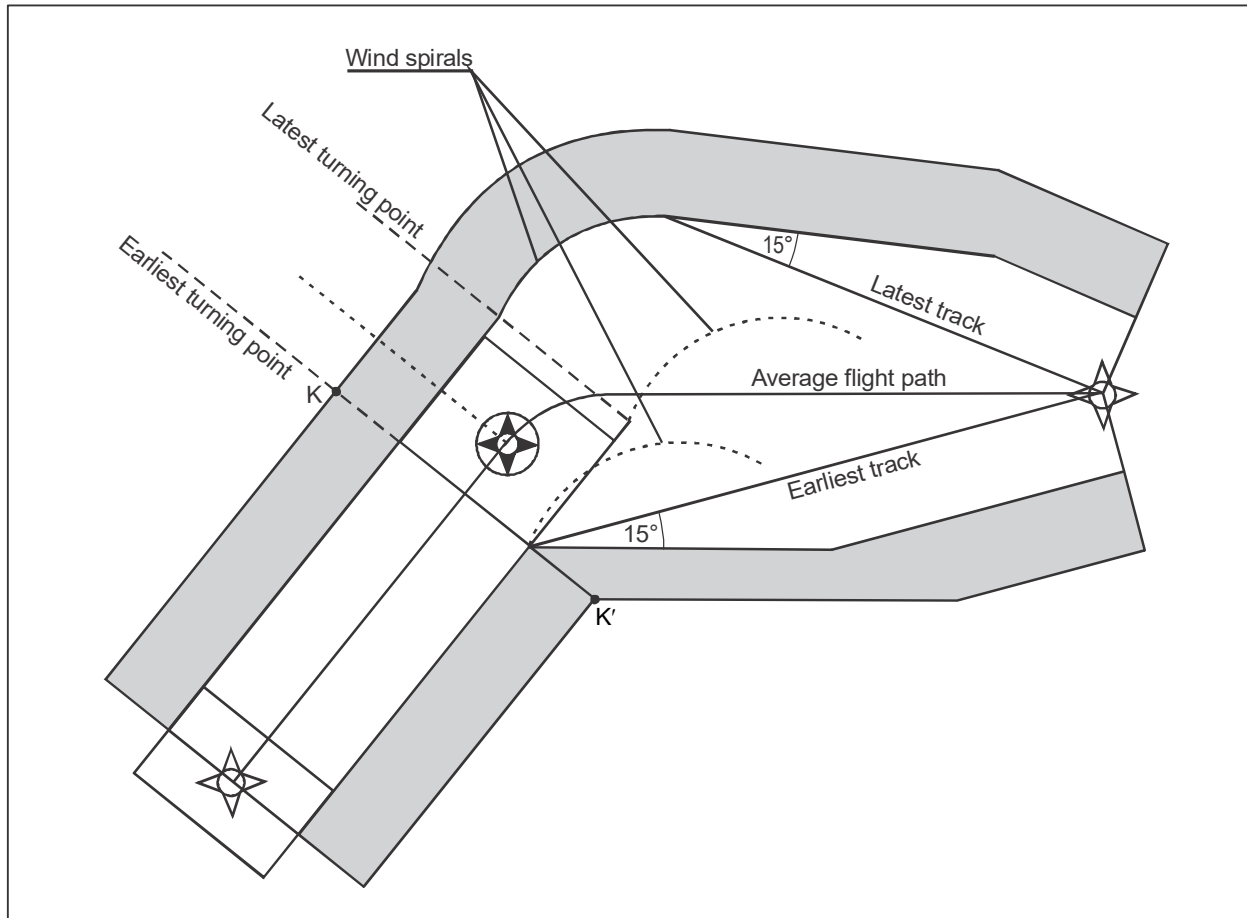 Wind spirals
Latest turning point
Earliest turning point
15°
Latest track
K
Average flight path
Earliest track
15°
K′